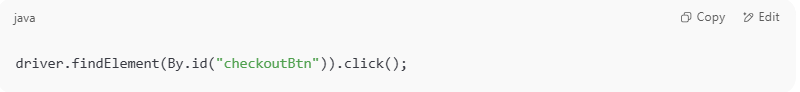 java
Copy
Edit
driver.findElement(By.id("checkoutBtn")).click();